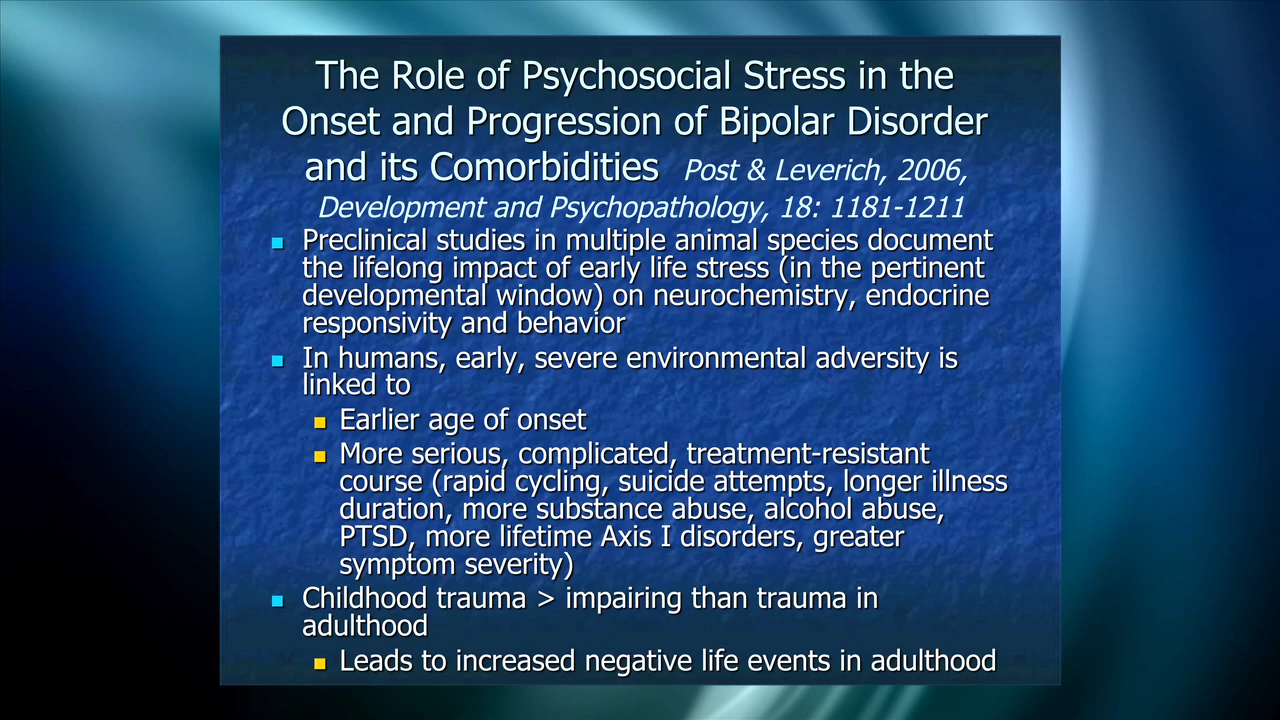 The Role of Psychosocial Stress in the
Onset and Progression of Bipolar Disorder
and its Comorbidities Post & Leverich, 2006,
Development and Psychopathology, 18: 1181-1211
Preclinical studies in multiple animal species document
the lifelong impact of early life stress (in the pertinent
developmental window) on neurochemistry, endocrine
responsivity and behavior
In humans, early, severe environmental adversity is
linked to
Earlier age of onset
More serious, complicated, treatment-resistant
course (rapid cycling, suicide attempts, longer illness
duration, more substance abuse, alcohol abuse,
PTSD, more lifetime Axis I disorders, greater
symptom severity)
Childhood trauma > impairing than trauma in
adulthood
Leads to increased negative life events in adulthood